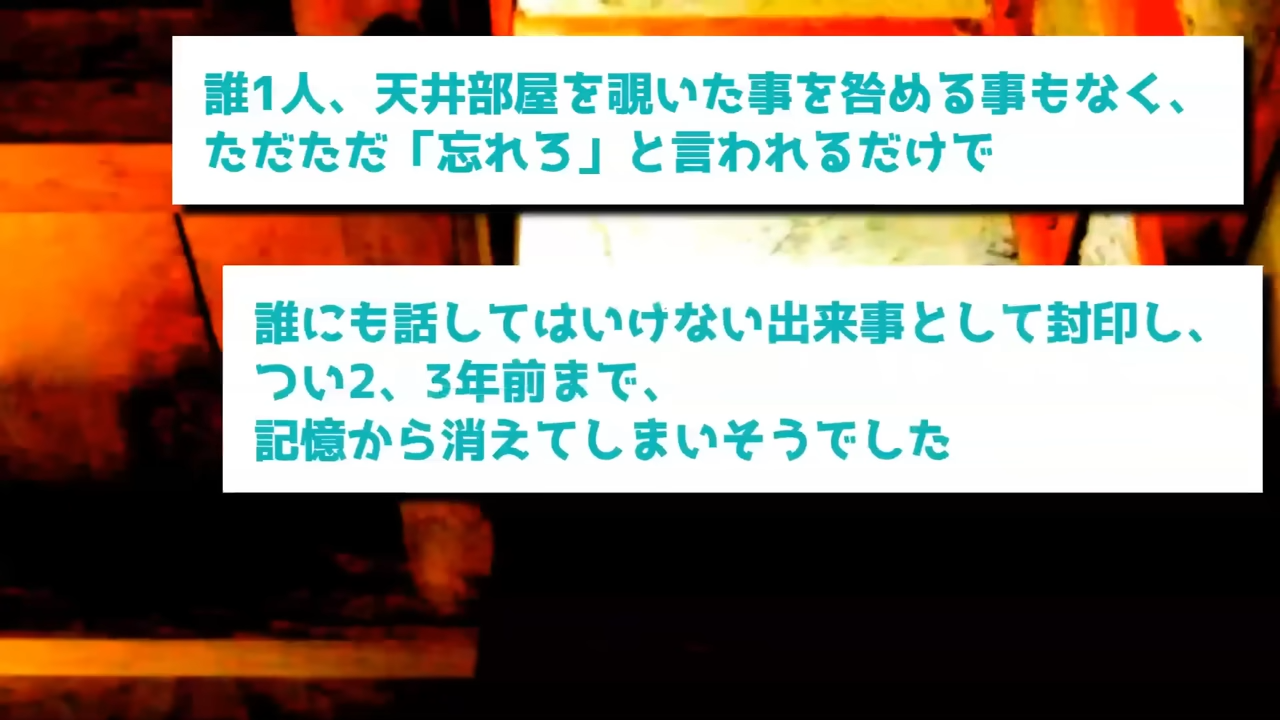 誰1人、天井部屋を覗いた事を咎める事もなく、
ただただ「忘れろ」と言われるだけで
誰にも話してはいけない出来事として封印し、
つい2、3年前まで、
記憶から消えてしまいそうでした